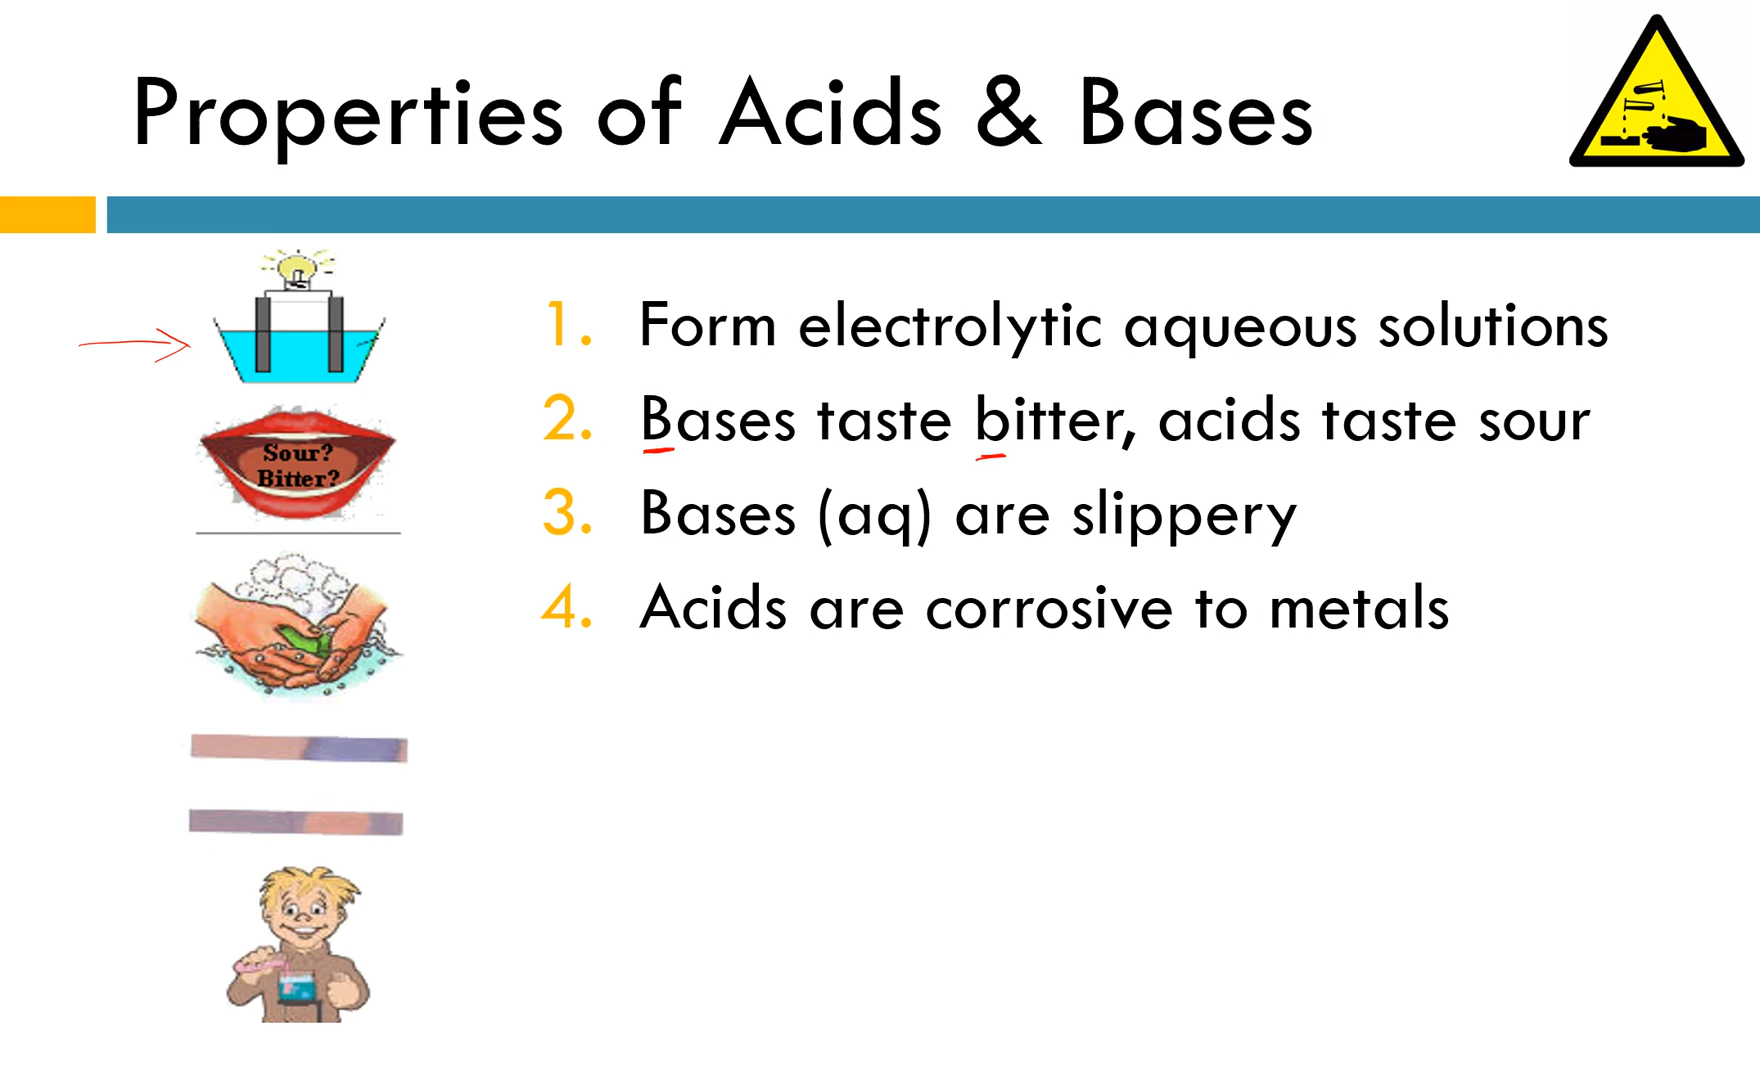 Properties of Acids & Bases
1. Form electrolytic aqueous solutions
2. Bases taste bitter, acids taste sour
Sour?
Bitter?
3. Bases (aq) are slippery
4. Acids are corrosive to metals